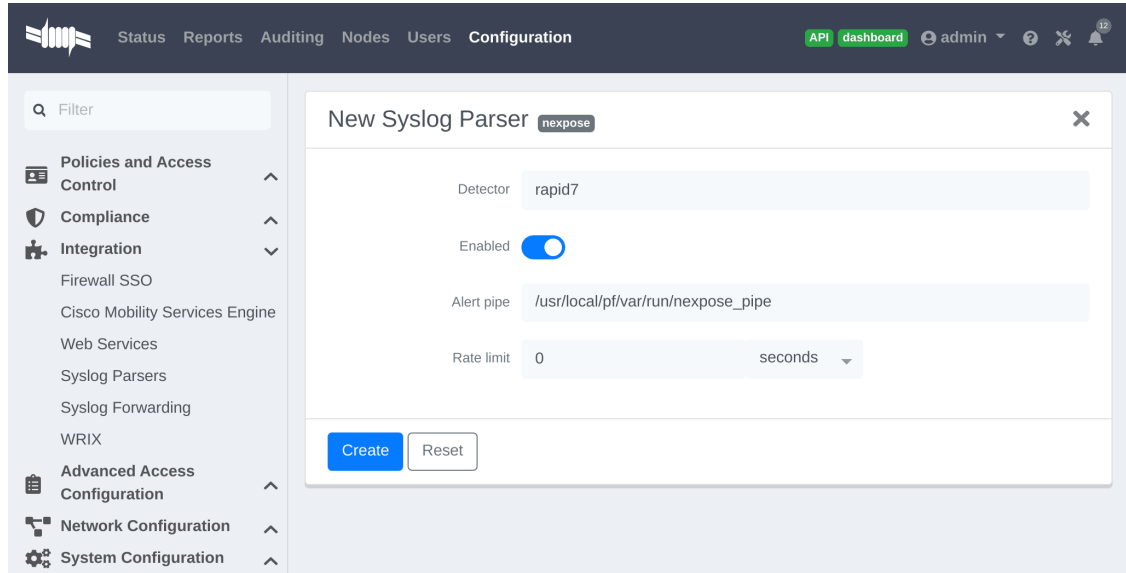 Status Reports Auditing Nodes Users Configuration API dashboard admin 12
Filter
Policies and Access
Control
Compliance
Integration
Firewall SSO
Cisco Mobility Services Engine
Web Services
Syslog Parsers
Syslog Forwarding
WRIX
Advanced Access
Configuration
Network Configuration
System Configuration
New Syslog Parser nexpose
Detector rapid7
Enabled
Alert pipe /usr/local/pf/var/run/nexpose_pipe
Rate limit 0 seconds
Create Reset